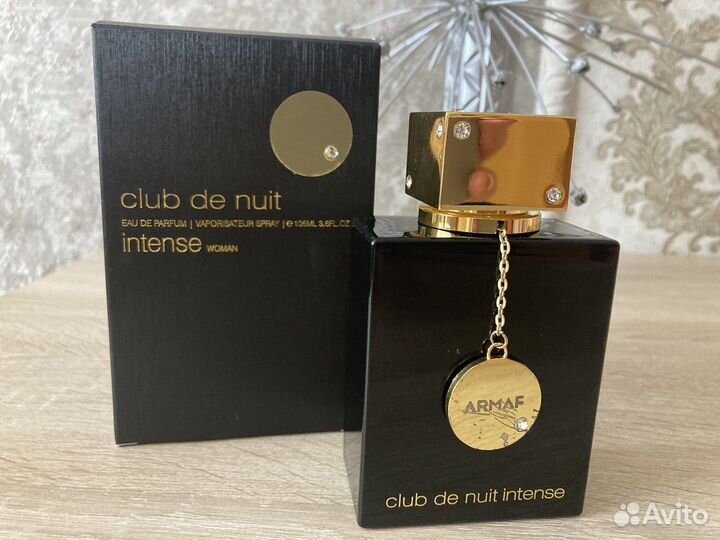 club de nuit
EAU DE PARFUM | VAPORISATEUR SPRAY | ℮105ML 3.6FL.OZ
intense WOMAN
ARMAF
club de nuit intense
Avito